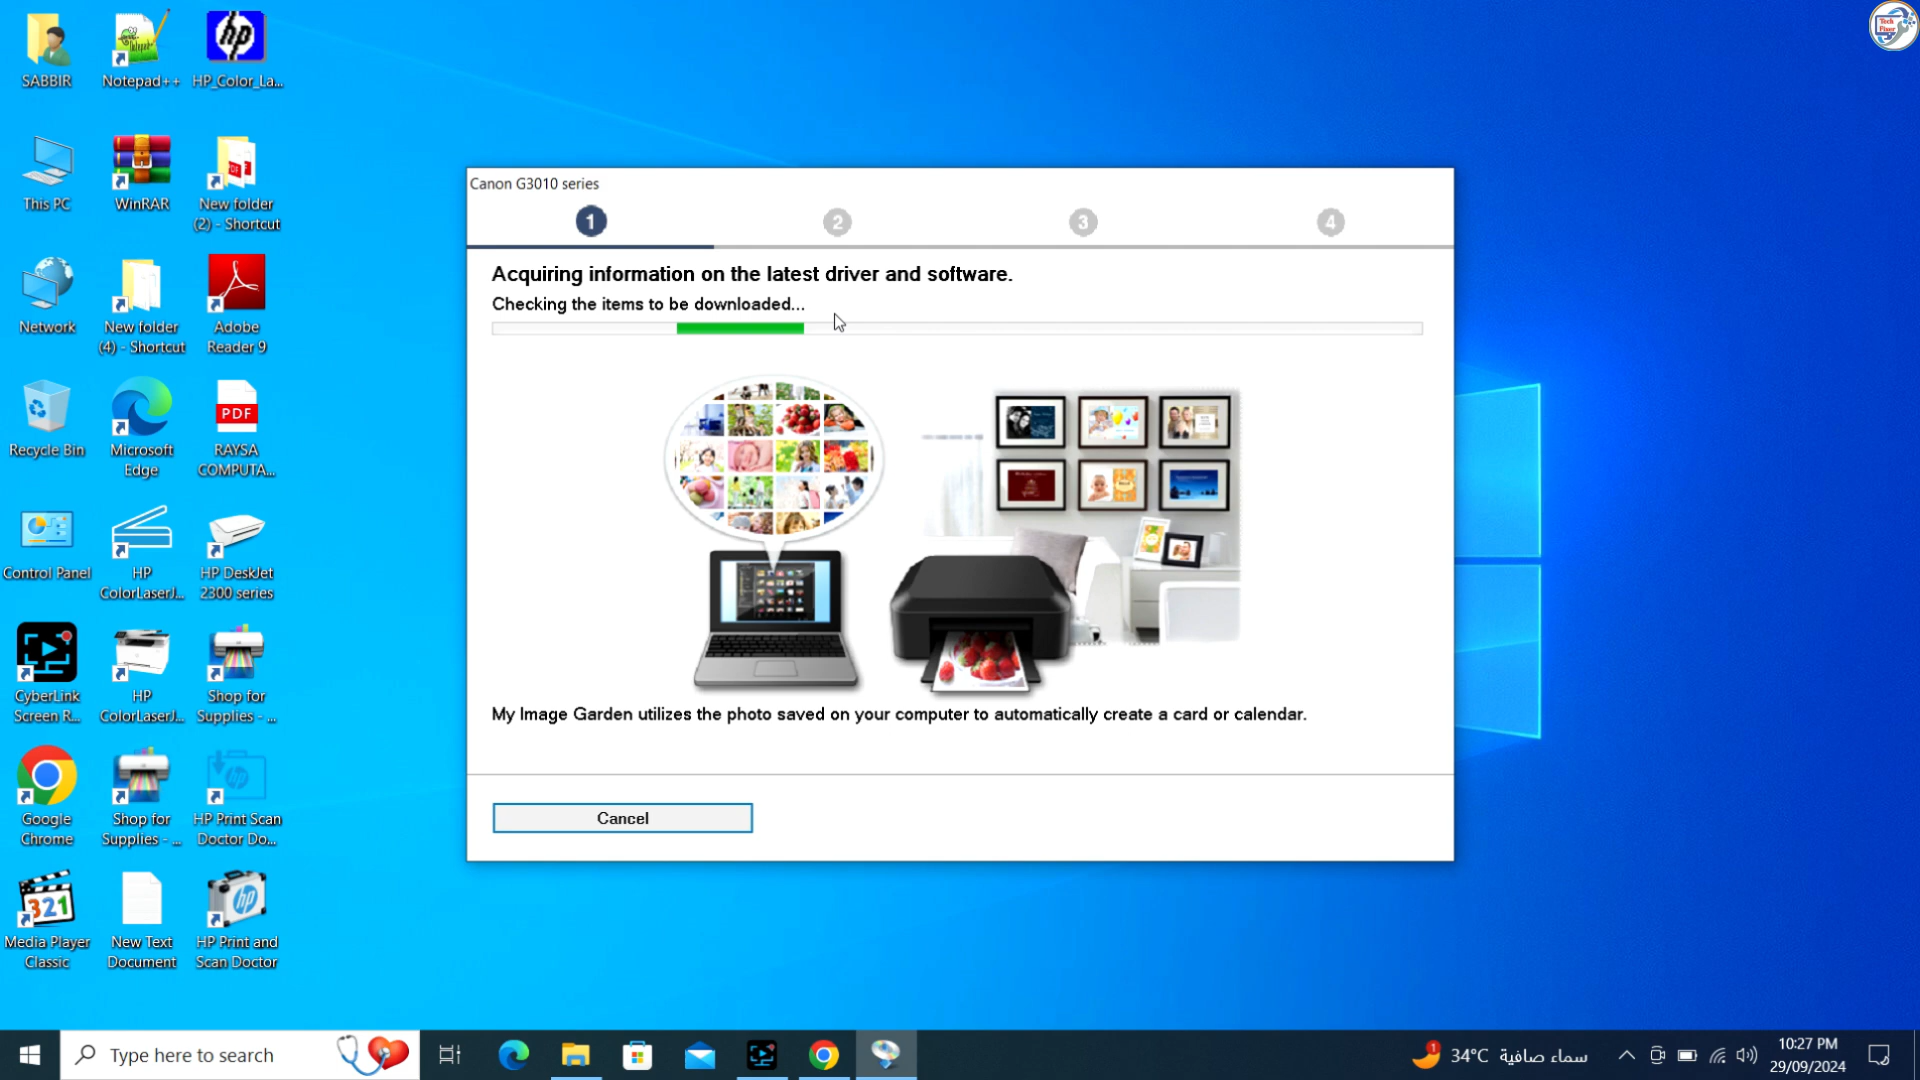 SABBIR
Notepad++
HP_Color_La...
This PC
WinRAR
New folder
(2) - Shortcut
Network
New folder
(4) - Shortcut
Adobe
Reader 9
Recycle Bin
Microsoft
Edge
PDF
RAYSA
COMPUTA...
Control Panel
HP
ColorLaserJ...
HP DeskJet
2300 series
CyberLink
Screen R...
HP
ColorLaserJ...
Shop for
Supplies - ...
Google
Chrome
Shop for
Supplies - ...
HP Print Scan
Doctor Do...
321
Media Player
Classic
New Text
Document
HP Print and
Scan Doctor
Tech
Fixer
Canon G3010 series
1
2
3
4
Acquiring information on the latest driver and software.
Checking the items to be downloaded...
My Image Garden utilizes the photo saved on your computer to automatically create a card or calendar.
Cancel
Type here to search
1
34°C سماء صافية
10:27 PM
29/09/2024